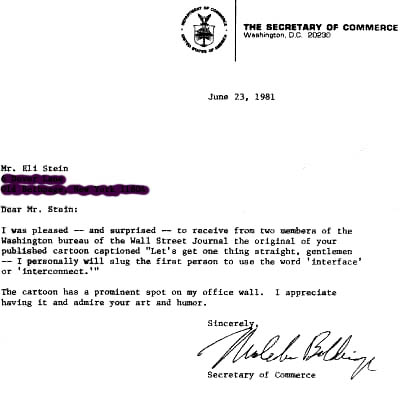 DEPARTMENT OF COMMERCE
UNITED STATES OF AMERICA
THE SECRETARY OF COMMERCE
Washington, D.C. 20230
June 23, 1981
Mr. Eli Stein
Dear Mr. Stein:
I was pleased -- and surprised -- to receive from two members of the
Washington bureau of the Wall Street Journal the original of your
published cartoon captioned "Let's get one thing straight, gentlemen
-- I personally will slug the first person to use the word 'interface'
or 'interconnect.'"
The cartoon has a prominent spot on my office wall. I appreciate
having it and admire your art and humor.
Sincerely,
Malcolm Baldrige
Secretary of Commerce